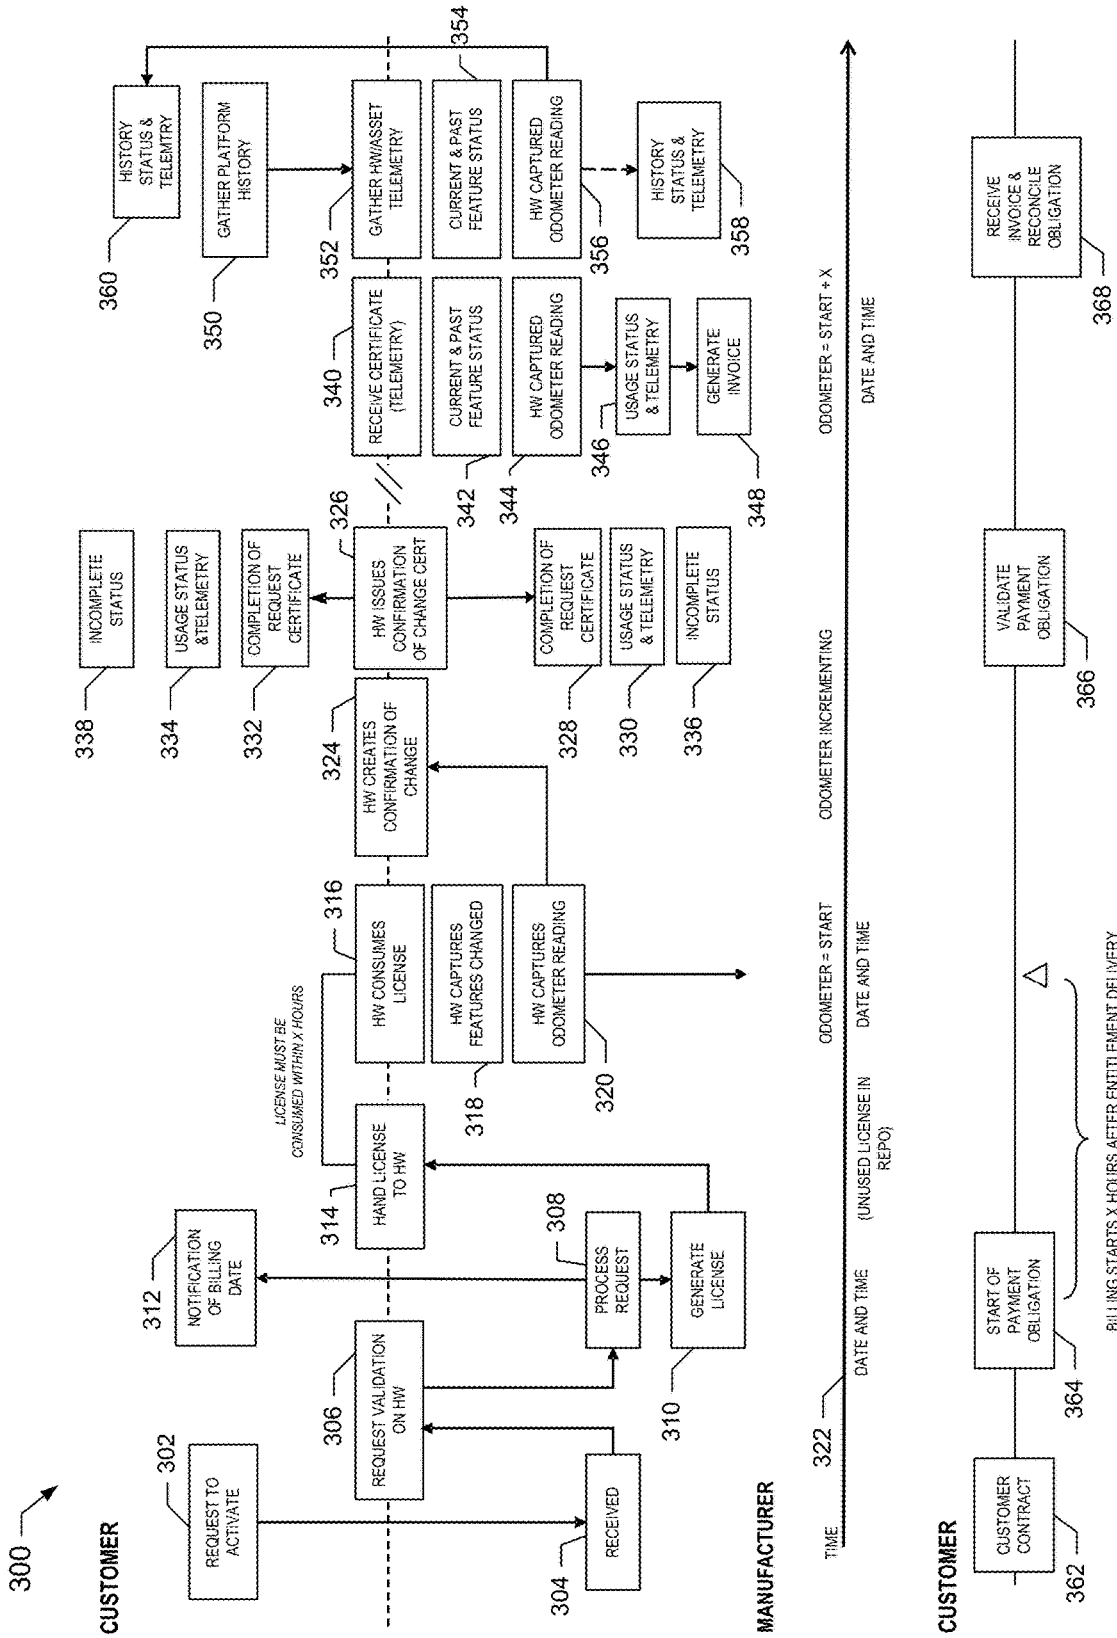 300
CUSTOMER
302
REQUEST TO
ACTIVATE
304
RECEIVED
306
REQUEST VALIDATION
ON HW
308
PROCESS
REQUEST
310
GENERATE
LICENSE
312
NOTIFICATION
OF BILLING
DATE
314
HAND LICENSE
TO HW
LICENSE MUST BE
CONSUMED WITHIN X HOURS
316
HW CONSUMES
LICENSE
318
HW CAPTURES
FEATURES CHANGED
320
HW CAPTURES
ODOMETER READING
324
HW CREATES
CONFIRMATION OF
CHANGE
326
HW ISSUES
CONFIRMATION
OF CHANGE CERT
338
INCOMPLETE
STATUS
334
USAGE STATUS
&TELEMETRY
332
COMPLETION OF
REQUEST
CERTIFICATE
328
COMPLETION OF
REQUEST
CERTIFICATE
330
USAGE STATUS
& TELEMETRY
336
INCOMPLETE
STATUS
340
RECEIVE CERTIFICATE
(TELEMETRY)
342
CURRENT & PAST
FEATURE STATUS
344
HW CAPTURED
ODOMETER READING
346
USAGE STATUS
& TELEMETRY
348
GENERATE
INVOICE
360
HISTORY
STATUS &
TELEMTRY
350
GATHER PLATFORM
HISTORY
352
GATHER HW/ASSET
TELEMETRY
354
CURRENT & PAST
FEATURE STATUS
356
HW CAPTURED
ODOMETER READING
358
HISTORY
STATUS &
TELEMETRY
MANUFACTURER
TIME
322
DATE AND TIME
(UNUSED LICENSE IN
REPO)
ODOMETER = START
DATE AND TIME
ODOMETER INCREMENTING
ODOMETER = START + X
DATE AND TIME
CUSTOMER
362
CUSTOMER
CONTRACT
364
START OF
PAYMENT
OBLIGATION
BILLING STARTS X HOURS AFTER ENTITLEMENT DELIVERY
366
VALIDATE
PAYMENT
OBLIGATION
368
RECEIVE
INVOICE &
RECONCILE
OBLIGATION